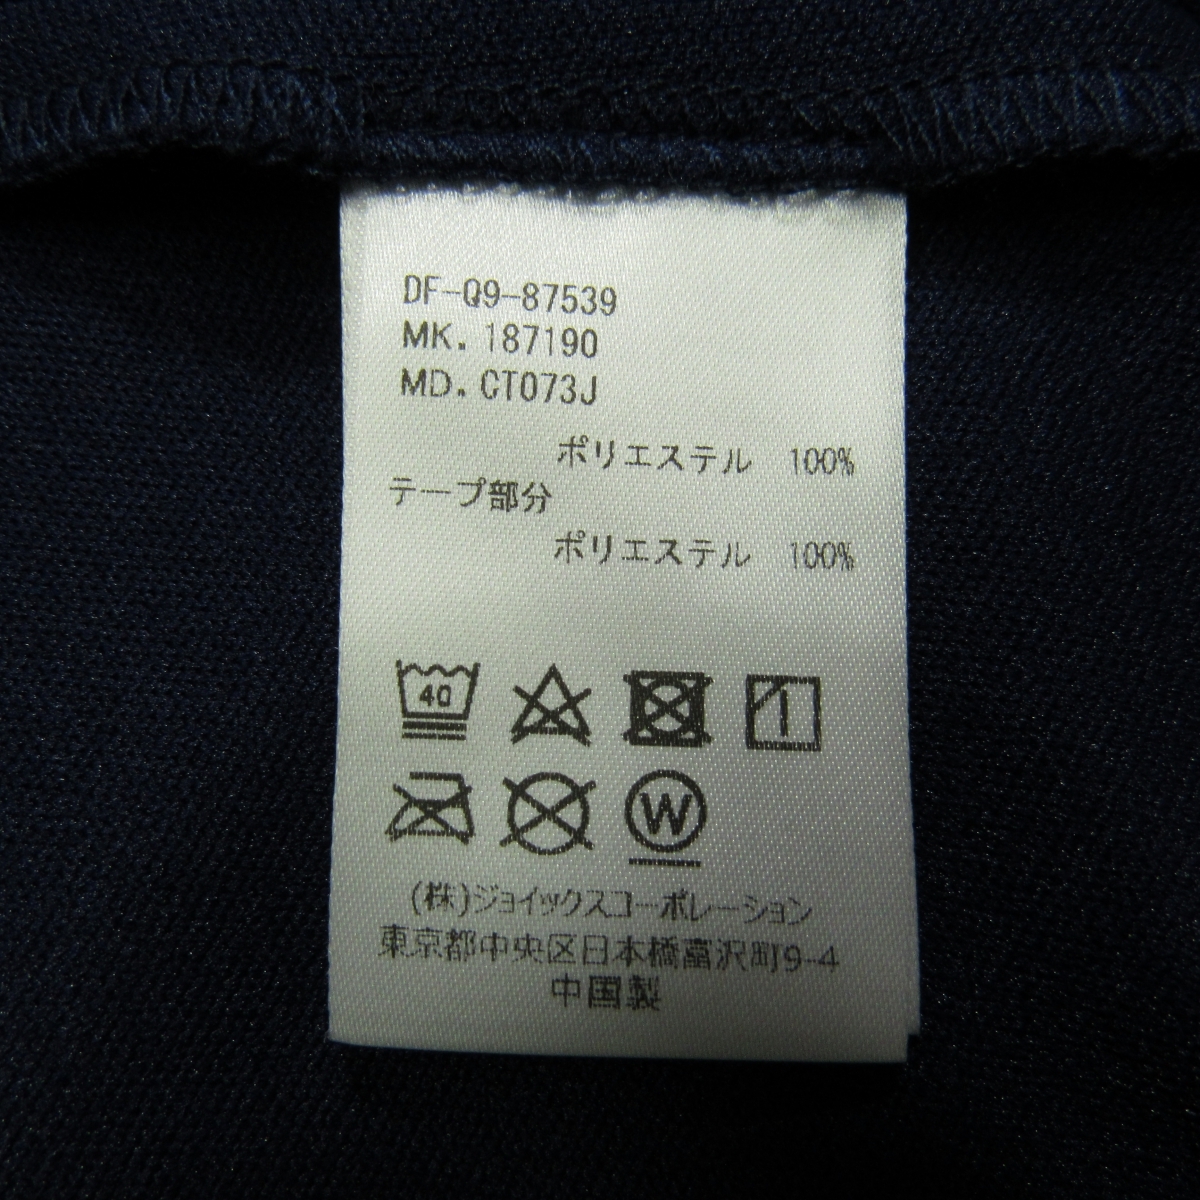 DF-Q9-87539
MK. 187190
MD. CT073J
ポリエステル 100%
テープ部分
ポリエステル 100%
40
W
(株)ジョイックスコーポレーション
東京都中央区日本橋富沢町9-4
中国製